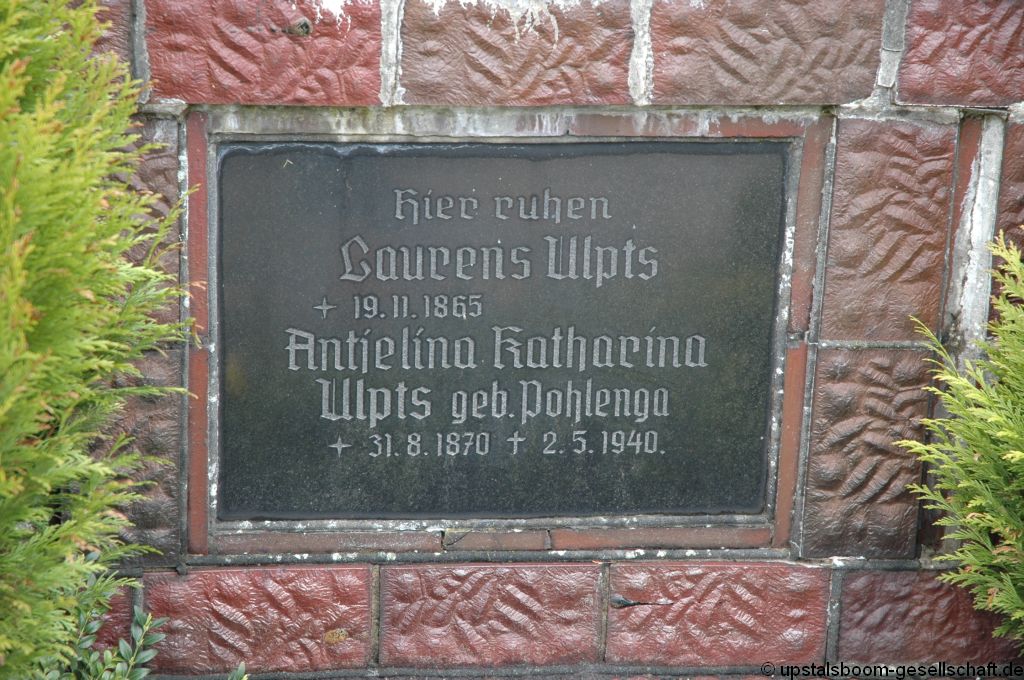 Hier ruhen
Laurens Ulpts
✦ 19.11.1865
Antjelina Katharina
Ulpts geb. Pohlenga
✦ 31.8.1870 ✝ 2.5.1940.
© upstalsboom-gesellschaft.de